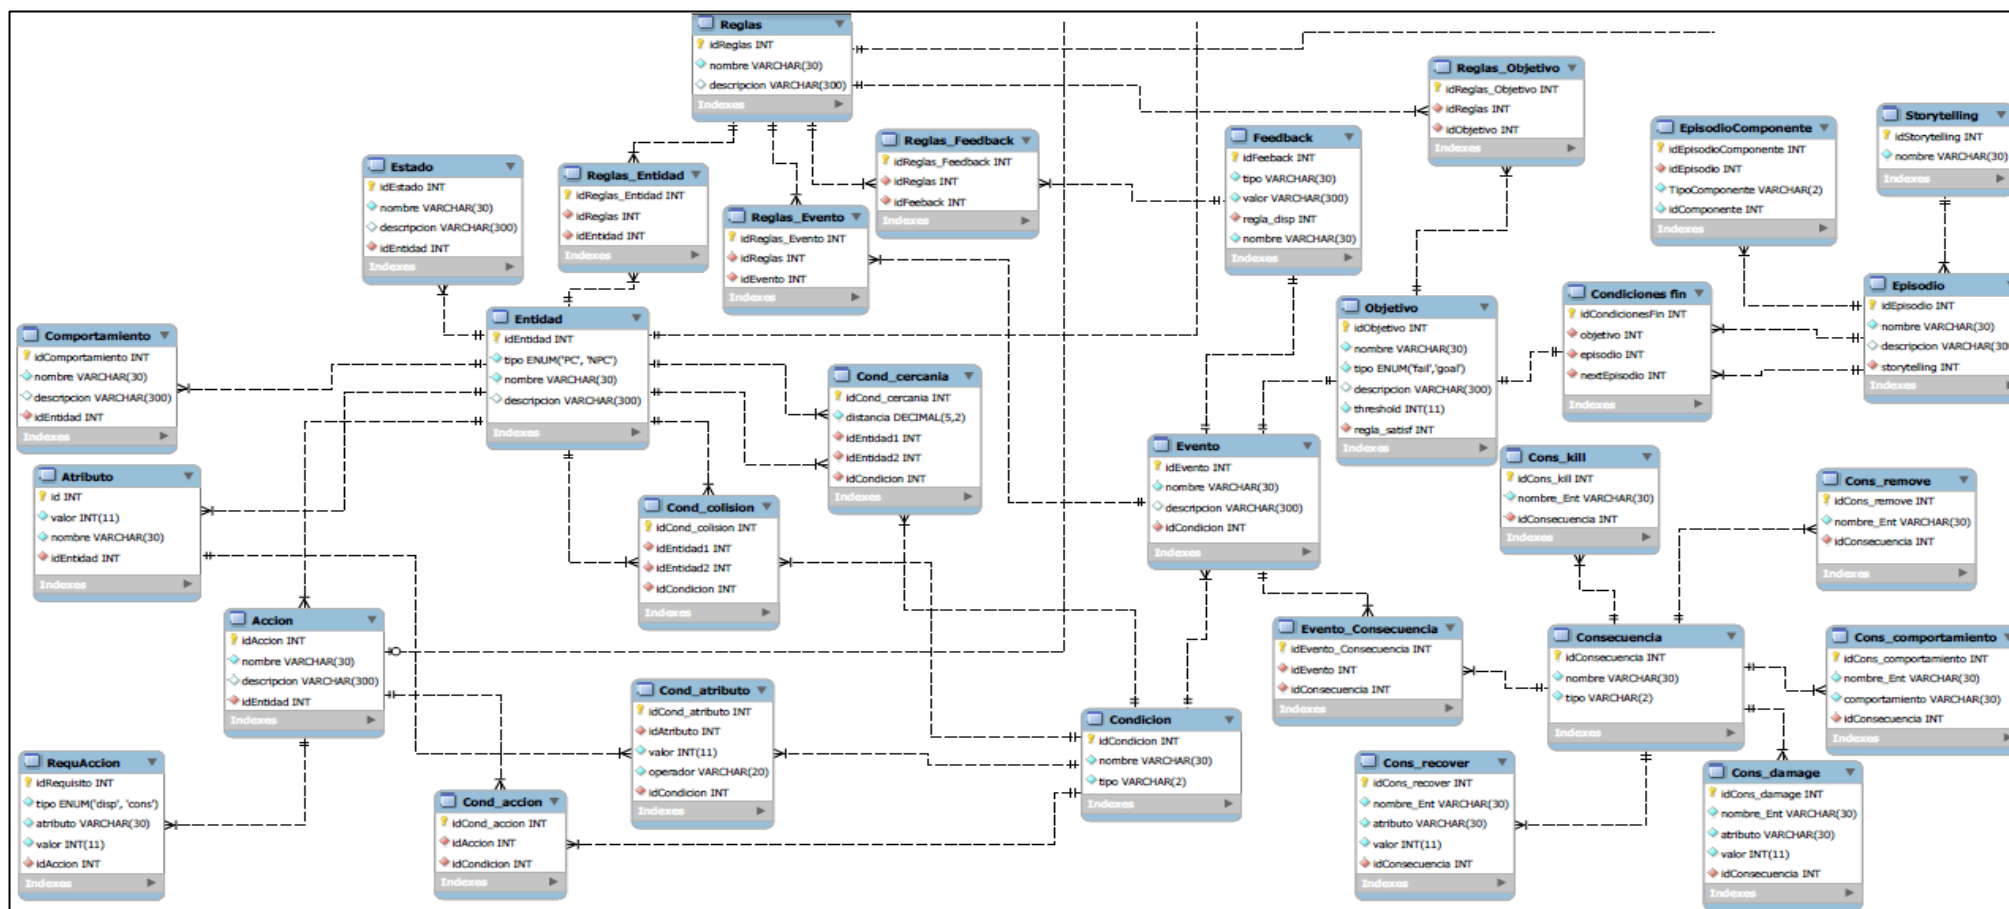 Reglas
idReglas INT
nombre VARCHAR(30)
descripcion VARCHAR(300)
Indexes
Reglas_Objetivo
idReglas_Objetivo INT
idReglas INT
idObjetivo INT
Indexes
Storytelling
idStorytelling INT
nombre VARCHAR(30)
Indexes
EpisodioComponente
idEpisodioComponente INT
idEpisodio INT
TipoComponente VARCHAR(2)
idComponente INT
Indexes
Feedback
idFeeback INT
tipo VARCHAR(30)
valor VARCHAR(300)
regla_disp INT
nombre VARCHAR(30)
Indexes
Reglas_Feedback
idReglas_Feedback INT
idReglas INT
idFeeback INT
Indexes
Estado
idEstado INT
nombre VARCHAR(30)
descripcion VARCHAR(300)
idEntidad INT
Indexes
Reglas_Entidad
idReglas_Entidad INT
idReglas INT
idEntidad INT
Indexes
Reglas_Evento
idReglas_Evento INT
idReglas INT
idEvento INT
Indexes
Episodio
idEpisodio INT
nombre VARCHAR(30)
descripcion VARCHAR(30
storytelling INT
Indexes
Condiciones fin
idCondicionesFin INT
objetivo INT
episodio INT
nextEpisodio INT
Indexes
Objetivo
idObjetivo INT
nombre VARCHAR(30)
tipo ENUM('fail','goal')
descripcion VARCHAR(300)
threshold INT(11)
regla_satisf INT
Indexes
Entidad
idEntidad INT
tipo ENUM('PC', 'NPC')
nombre VARCHAR(30)
descripcion VARCHAR(300)
Indexes
Comportamiento
idComportamiento INT
nombre VARCHAR(30)
descripcion VARCHAR(300)
idEntidad INT
Indexes
Cond_cercania
idCond_cercania INT
distancia DECIMAL(5,2)
idEntidad1 INT
idEntidad2 INT
idCondicion INT
Indexes
Evento
idEvento INT
nombre VARCHAR(30)
descripcion VARCHAR(300)
idCondicion INT
Indexes
Cons_kill
idCons_kill INT
nombre_Ent VARCHAR(30)
idConsecuencia INT
Indexes
Cons_remove
idCons_remove INT
nombre_Ent VARCHAR(30)
idConsecuencia INT
Indexes
Atributo
id INT
valor INT(11)
nombre VARCHAR(30)
idEntidad INT
Indexes
Cond_colision
idCond_colision INT
idEntidad1 INT
idEntidad2 INT
idCondicion INT
Indexes
Accion
idAccion INT
nombre VARCHAR(30)
descripcion VARCHAR(300)
idEntidad INT
Indexes
Evento_Consecuencia
idEvento_Consecuencia INT
idEvento INT
idConsecuencia INT
Indexes
Consecuencia
idConsecuencia INT
nombre VARCHAR(30)
tipo VARCHAR(2)
Indexes
Cons_comportamiento
idCons_comportamiento INT
nombre_Ent VARCHAR(30)
comportamiento VARCHAR(30)
idConsecuencia INT
Indexes
Cond_atributo
idCond_atributo INT
idAtributo INT
valor INT(11)
operador VARCHAR(20)
idCondicion INT
Indexes
Condicion
idCondicion INT
nombre VARCHAR(30)
tipo VARCHAR(2)
Indexes
RequAccion
idRequisito INT
tipo ENUM('disp', 'cons')
atributo VARCHAR(30)
valor INT(11)
idAccion INT
Indexes
Cond_accion
idCond_accion INT
idAccion INT
idCondicion INT
Indexes
Cons_recover
idCons_recover INT
nombre_Ent VARCHAR(30)
atributo VARCHAR(30)
valor INT(11)
idConsecuencia INT
Indexes
Cons_damage
idCons_damage INT
nombre_Ent VARCHAR(30)
atributo VARCHAR(30)
valor INT(11)
idConsecuencia INT
Indexes